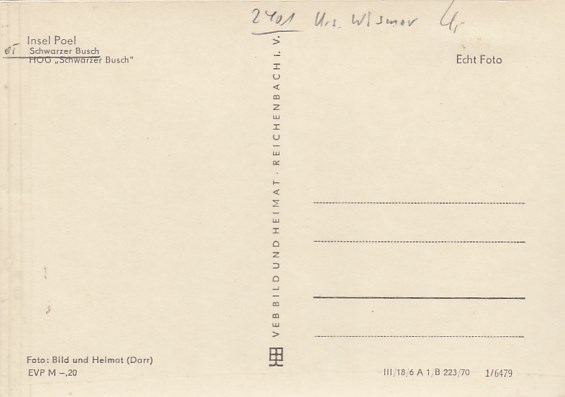 2401 Krs. Wismar
Insel Poel
Schwarzer Busch
HOG „Schwarzer Busch"
Echt Foto
VEB BILD UND HEIMAT · REICHENBACH I. V.
Foto: Bild und Heimat (Darr)
EVP M –,20
III/18/6 A 1/B 223/70 1/6479